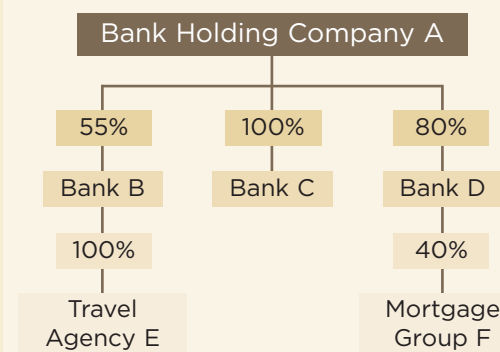 Bank Holding Company A
55%
100%
80%
Bank B
Bank C
Bank D
100%
40%
Travel
Agency E
Mortgage
Group F